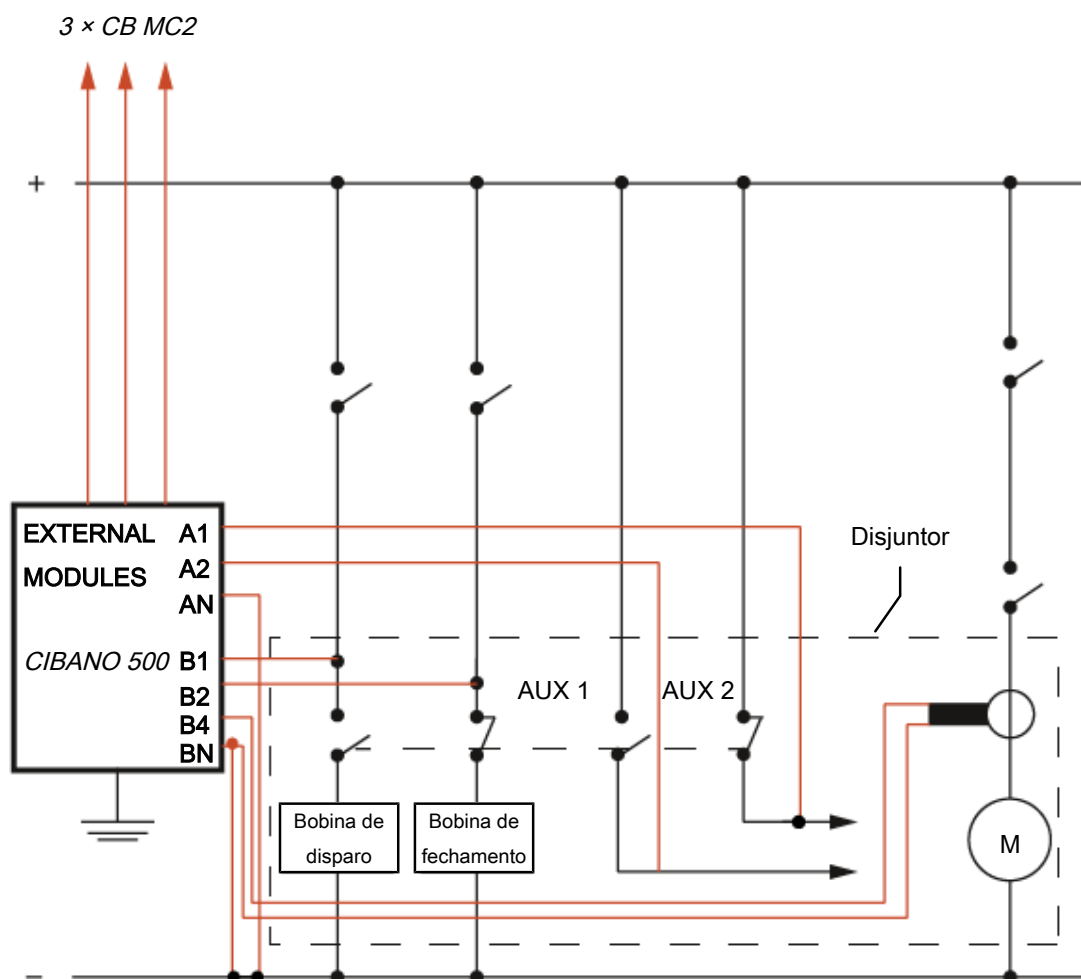 3 × CB MC2
+
EXTERNAL
MODULES
A1
A2
AN
CIBANO 500
B1
B2
B4
BN
Disjuntor
AUX 1
AUX 2
Bobina de
disparo
Bobina de
fechamento
M
−